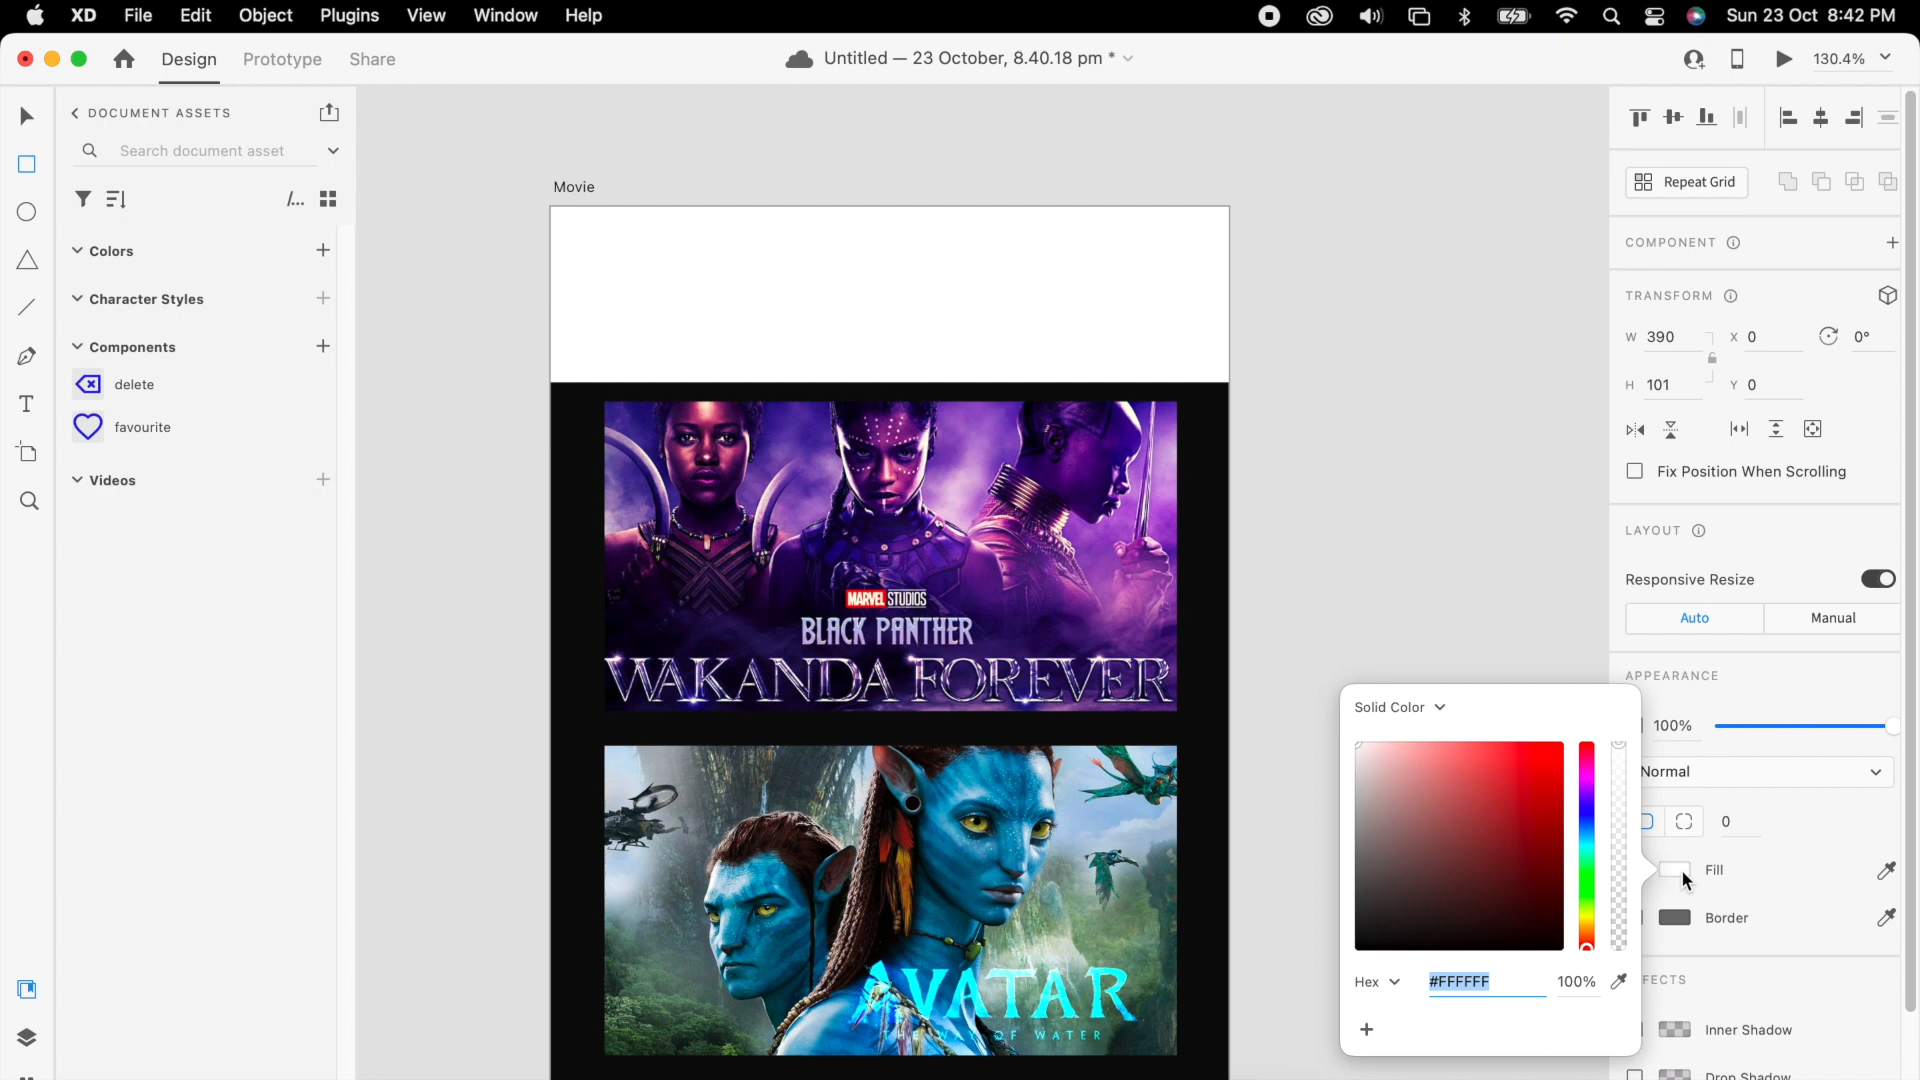 XD File Edit Object Plugins View Window Help Sun 23 Oct 8:42 PM
Design Prototype Share Untitled — 23 October, 8.40.18 pm * 130.4%
DOCUMENT ASSETS
Search document asset
/...
Repeat Grid
Movie
Colors
COMPONENT
Character Styles
TRANSFORM
W 390 X 0 0°
Components
H 101 Y 0
delete
favourite
Fix Position When Scrolling
Videos
LAYOUT
Responsive Resize
MARVEL STUDIOS
Auto Manual
BLACK PANTHER
WAKANDA FOREVER
APPEARANCE
Solid Color
100%
Normal
0
Fill
Border
Hex #FFFFFF 100%
FECTS
AVATAR
THE WAY OF WATER
Inner Shadow
Drop Shadow